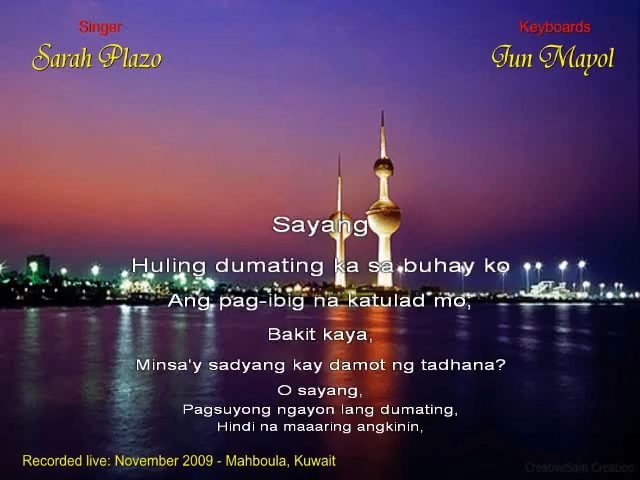 Singer
Sarah Plazo
Keyboards
Jun Mayol
Sayang
Huling dumating ka sa buhay ko
Ang pag-ibig na katulad mo;
Bakit kaya,
Minsa'y sadyang kay damot ng tadhana?
O sayang,
Pagsuyong ngayon lang dumating,
Hindi na maaaring angkinin,
Recorded live: November 2009 - Mahboula, Kuwait
CreativeSam Creation